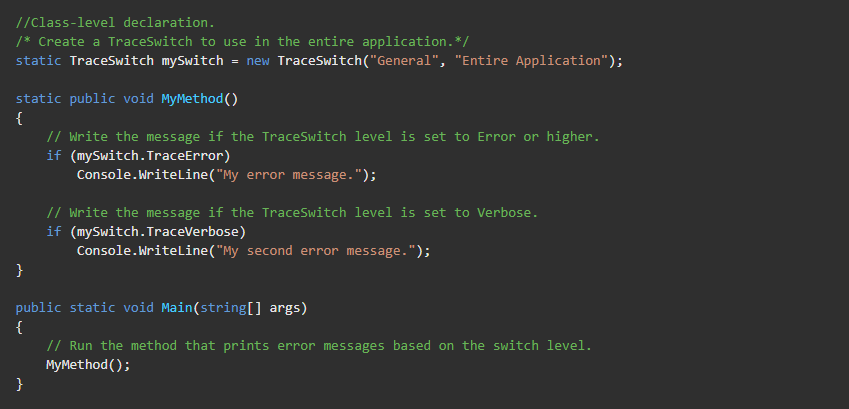 //Class-level declaration.
/* Create a TraceSwitch to use in the entire application.*/
static TraceSwitch mySwitch = new TraceSwitch("General", "Entire Application");

static public void MyMethod()
{
    // Write the message if the TraceSwitch level is set to Error or higher.
    if (mySwitch.TraceError)
        Console.WriteLine("My error message.");

    // Write the message if the TraceSwitch level is set to Verbose.
    if (mySwitch.TraceVerbose)
        Console.WriteLine("My second error message.");
}

public static void Main(string[] args)
{
    // Run the method that prints error messages based on the switch level.
    MyMethod();
}